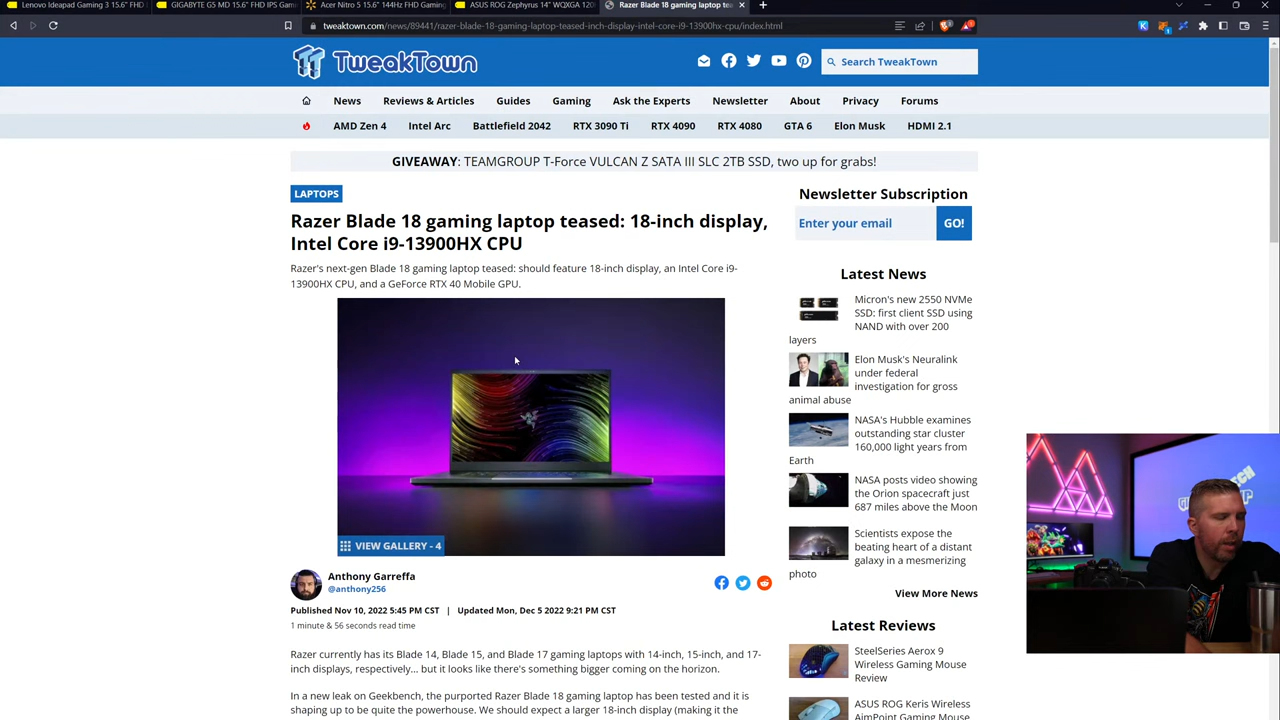 Lenovo Ideapad Gaming 3 15.6" FHD
GIGABYTE G5 MD 15.6" FHD IPS Gam
Acer Nitro 5 15.6" 144Hz FHD Gaming
ASUS ROG Zephyrus 14" WQXGA 120
Razer Blade 18 gaming laptop tea
tweaktown.com/news/89441/razer-blade-18-gaming-laptop-teased-inch-display-intel-core-i9-13900hx-cpu/index.html
TweakTown
Search TweakTown
News Reviews & Articles Guides Gaming Ask the Experts Newsletter About Privacy Forums
AMD Zen 4 Intel Arc Battlefield 2042 RTX 3090 Ti RTX 4090 RTX 4080 GTA 6 Elon Musk HDMI 2.1
GIVEAWAY: TEAMGROUP T-Force VULCAN Z SATA III SLC 2TB SSD, two up for grabs!
LAPTOPS
Razer Blade 18 gaming laptop teased: 18-inch display,
Intel Core i9-13900HX CPU
Razer's next-gen Blade 18 gaming laptop teased: should feature 18-inch display, an Intel Core i9-
13900HX CPU, and a GeForce RTX 40 Mobile GPU.
VIEW GALLERY - 4
Anthony Garreffa
@anthony256
Published Nov 10, 2022 5:45 PM CST | Updated Mon, Dec 5 2022 9:21 PM CST
1 minute & 56 seconds read time
Razer currently has its Blade 14, Blade 15, and Blade 17 gaming laptops with 14-inch, 15-inch, and 17-
inch displays, respectively... but it looks like there's something bigger coming on the horizon.
In a new leak on Geekbench, the purported Razer Blade 18 gaming laptop has been tested and it is
shaping up to be quite the powerhouse. We should expect a larger 18-inch display (making it the
Newsletter Subscription
Enter your email GO!
Latest News
Micron's new 2550 NVMe
SSD: first client SSD using
NAND with over 200
layers
Elon Musk's Neuralink
under federal
investigation for gross
animal abuse
NASA's Hubble examines
outstanding star cluster
160,000 light years from
Earth
NASA posts video showing
the Orion spacecraft just
687 miles above the Moon
Scientists expose the
beating heart of a distant
galaxy in a mesmerizing
photo
View More News
Latest Reviews
SteelSeries Aerox 9
Wireless Gaming Mouse
Review
ASUS ROG Keris Wireless
AimPoint Gaming Mouse